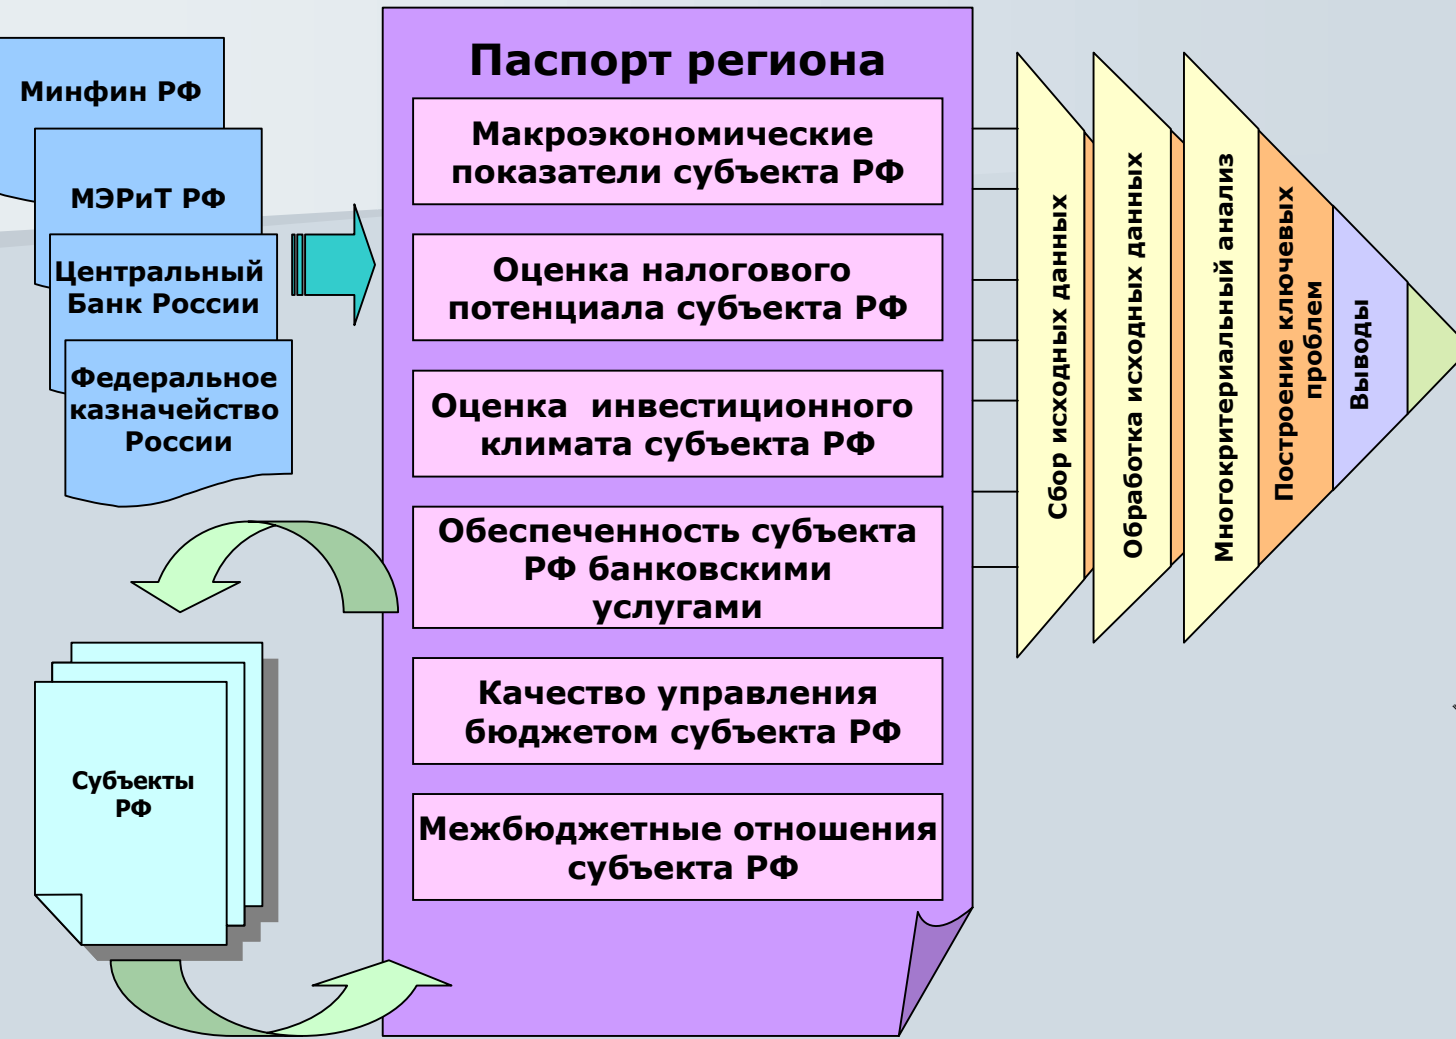 Минфин РФ
МЭРиТ РФ
Центральный
Банк России
Федеральное
казначейство
России
Субъекты
РФ
Паспорт региона
Макроэкономические
показатели субъекта РФ
Оценка налогового
потенциала субъекта РФ
Оценка инвестиционного
климата субъекта РФ
Обеспеченность субъекта
РФ банковскими
услугами
Качество управления
бюджетом субъекта РФ
Межбюджетные отношения
субъекта РФ
Сбор исходных данных
Обработка исходных данных
Многокритериальный анализ
Построение ключевых
проблем
Выводы